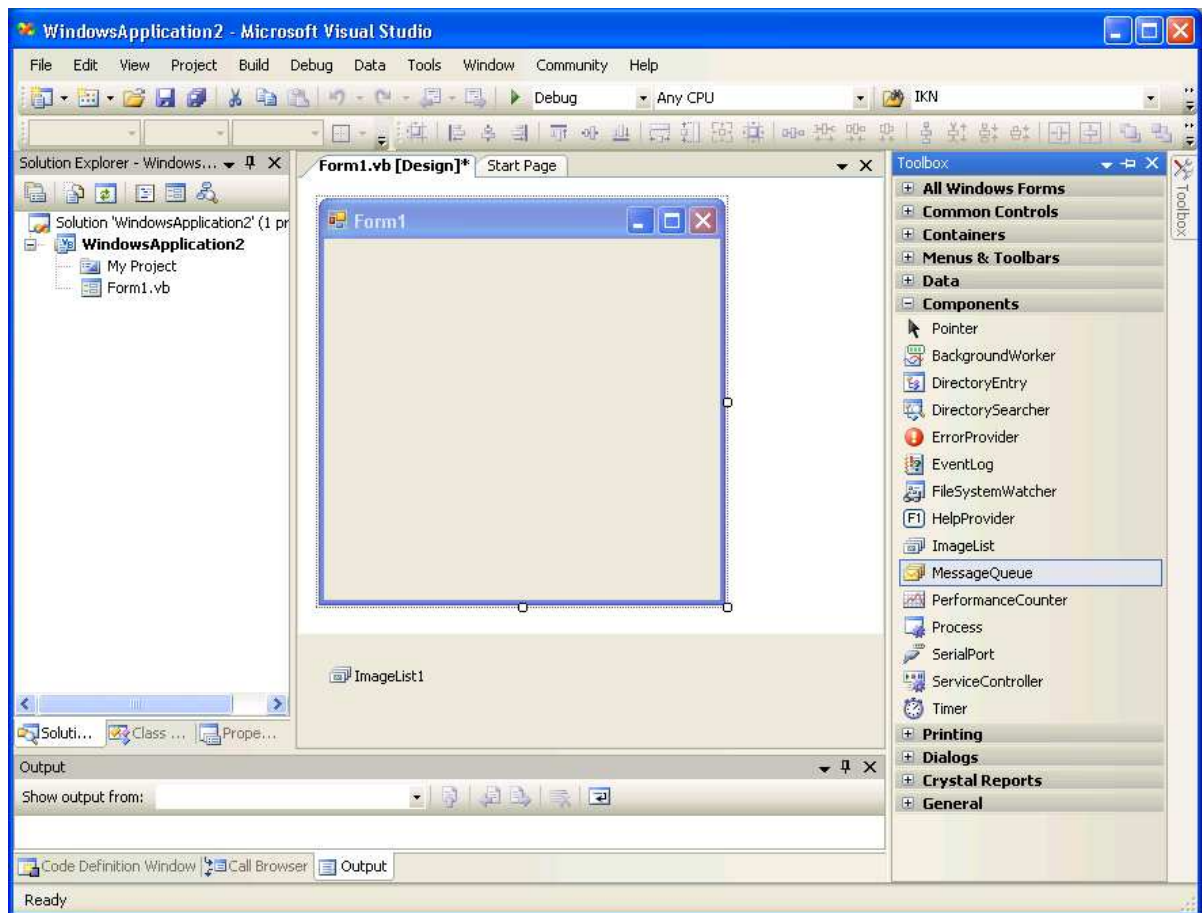 WindowsApplication2 - Microsoft Visual Studio
File Edit View Project Build Debug Data Tools Window Community Help
Debug Any CPU IKN
Solution Explorer - Windows...
Solution 'WindowsApplication2' (1 pr
WindowsApplication2
My Project
Form1.vb
Soluti... Class ... Prope...
Form1.vb [Design]* Start Page
Form1
ImageList1
Toolbox
All Windows Forms
Common Controls
Containers
Menus & Toolbars
Data
Components
Pointer
BackgroundWorker
DirectoryEntry
DirectorySearcher
ErrorProvider
EventLog
FileSystemWatcher
F1 HelpProvider
ImageList
MessageQueue
PerformanceCounter
Process
SerialPort
ServiceController
Timer
Printing
Dialogs
Crystal Reports
General
Toolbox
Output
Show output from:
Code Definition Window Call Browser Output
Ready